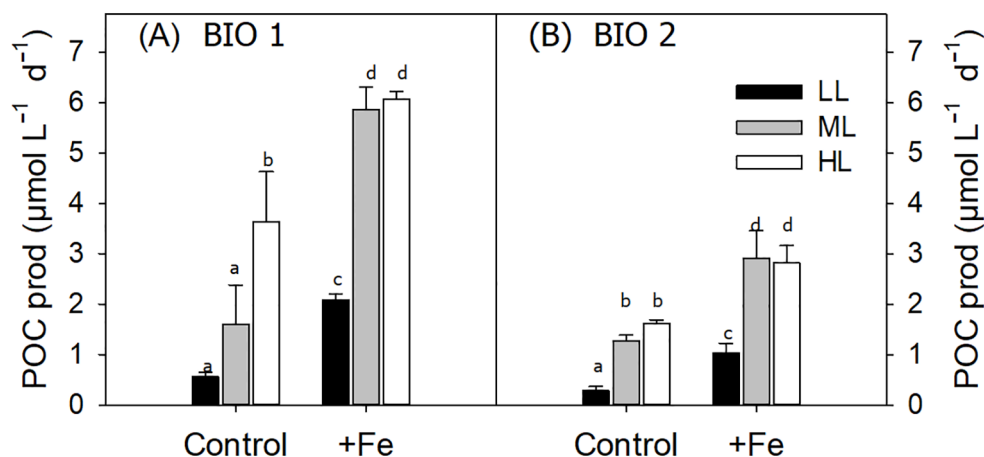 (A) BIO 1
(B) BIO 2
POC prod (µmol L⁻¹ d⁻¹)
7
6
5
4
3
2
1
0
a
a
b
c
d
d
a
b
b
c
d
d
LL
ML
HL
7
6
5
4
3
2
1
0
POC prod (µmol L⁻¹ d⁻¹)
Control
+Fe
Control
+Fe